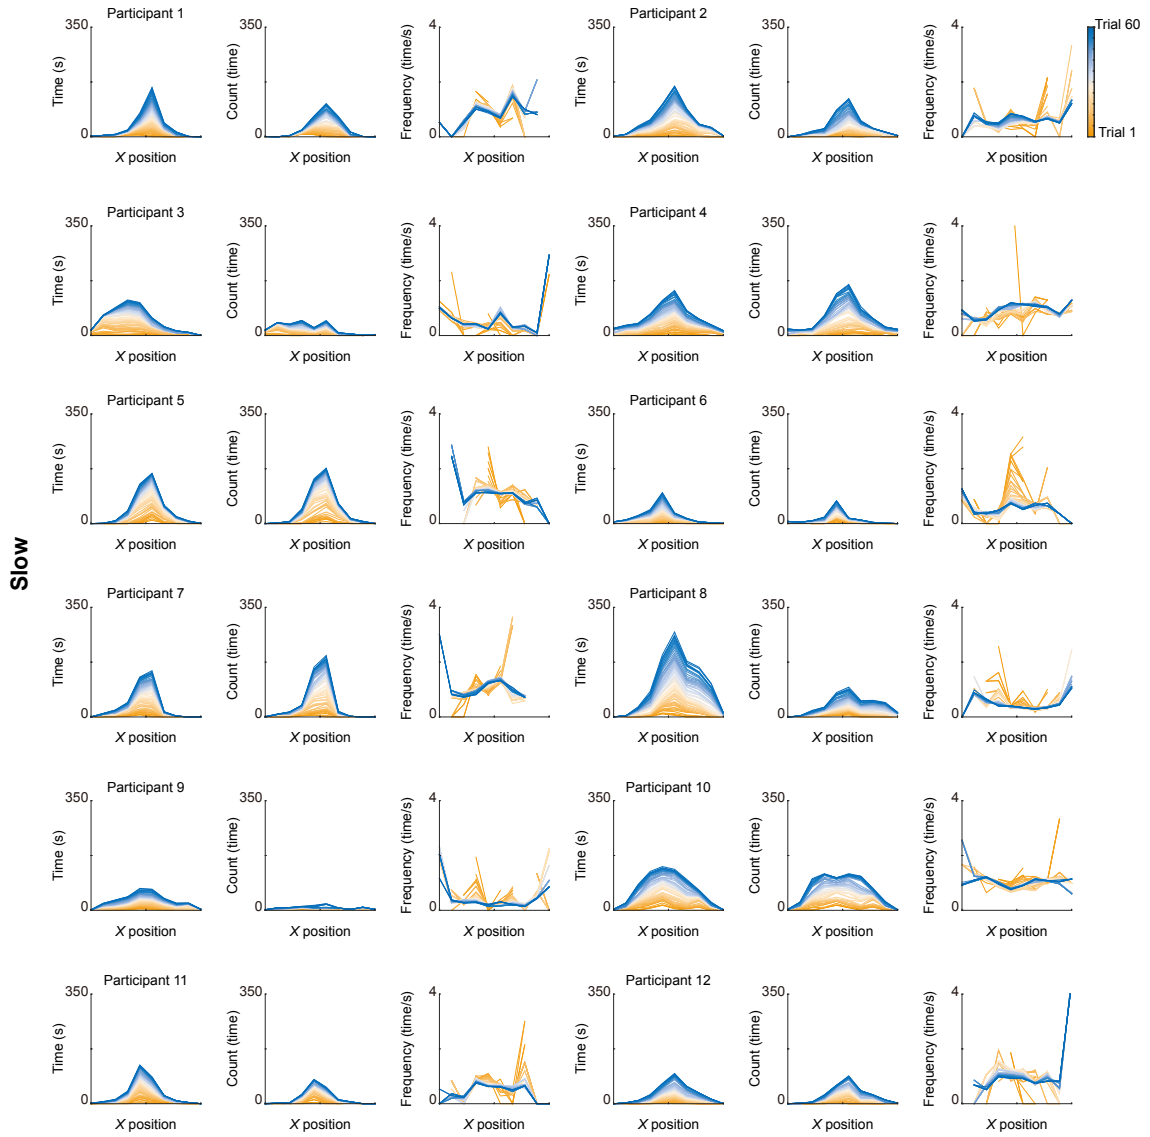 Participant 1
Participant 2
350
350
4
350
350
4
Trial 60
Trial 1
Time (s)
Count (time)
Frequency (time/s)
Time (s)
Count (time)
Frequency (time/s)
0
0
0
0
0
0
X position
X position
X position
X position
X position
X position
Participant 3
Participant 4
350
350
4
350
350
4
Time (s)
Count (time)
Frequency (time/s)
Time (s)
Count (time)
Frequency (time/s)
0
0
0
0
0
0
X position
X position
X position
X position
X position
X position
Participant 5
Participant 6
350
350
4
350
350
4
Time (s)
Count (time)
Frequency (time/s)
Time (s)
Count (time)
Frequency (time/s)
0
0
0
0
0
0
X position
X position
X position
X position
X position
X position
Slow
Participant 7
Participant 8
350
350
4
350
350
4
Time (s)
Count (time)
Frequency (time/s)
Time (s)
Count (time)
Frequency (time/s)
0
0
0
0
0
0
X position
X position
X position
X position
X position
X position
Participant 9
Participant 10
350
350
4
350
350
4
Time (s)
Count (time)
Frequency (time/s)
Time (s)
Count (time)
Frequency (time/s)
0
0
0
0
0
0
X position
X position
X position
X position
X position
X position
Participant 11
Participant 12
350
350
4
350
350
4
Time (s)
Count (time)
Frequency (time/s)
Time (s)
Count (time)
Frequency (time/s)
0
0
0
0
0
0
X position
X position
X position
X position
X position
X position